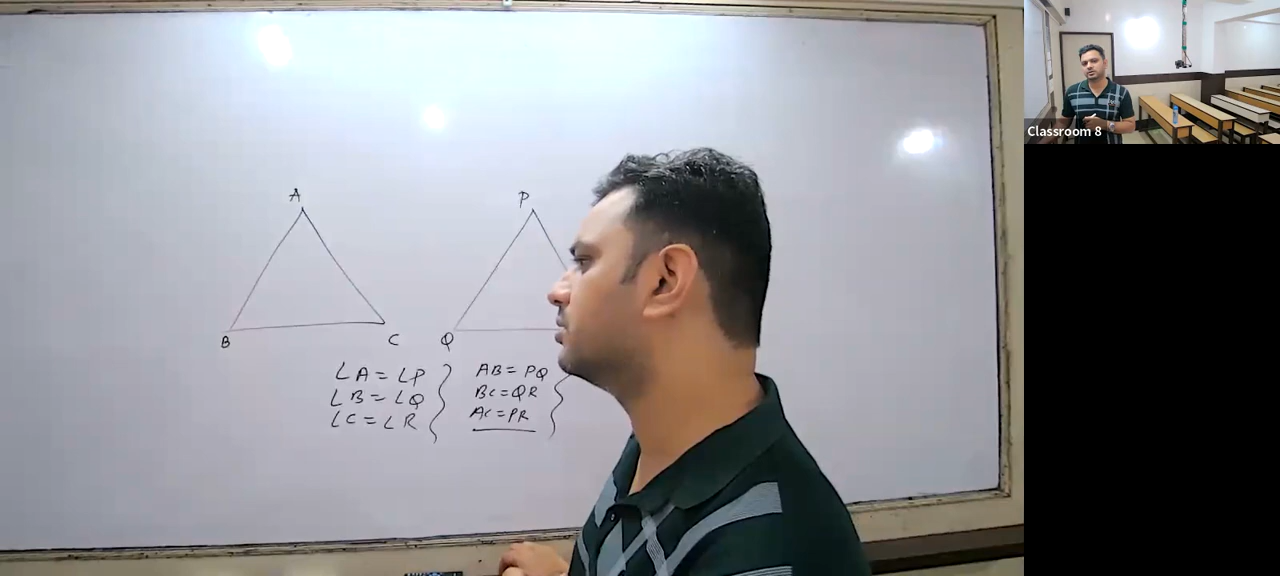 A
P
B
C
Q
∠A = ∠P
∠B = ∠Q
∠C = ∠R
AB = PQ
BC = QR
AC = PR
Classroom 8